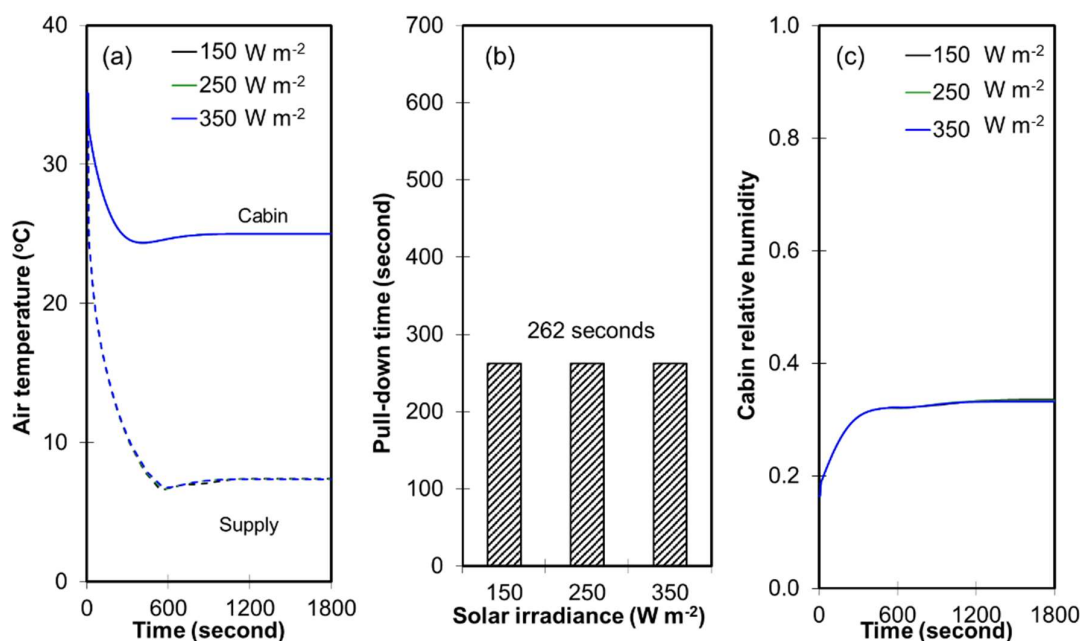 (a)
150 W m-2
250 W m-2
350 W m-2
40
30
20
10
0
Air temperature (oC)
Cabin
Supply
0 600 1200 1800
Time (second)
(b)
700
600
500
400
300
200
100
0
Pull-down time (second)
262 seconds
150 250 350
Solar irradiance (W m-2)
(c)
150 W m-2
250 W m-2
350 W m-2
1.0
0.8
0.6
0.4
0.2
0.0
Cabin relative humidity
0 600 1200 1800
Time (second)